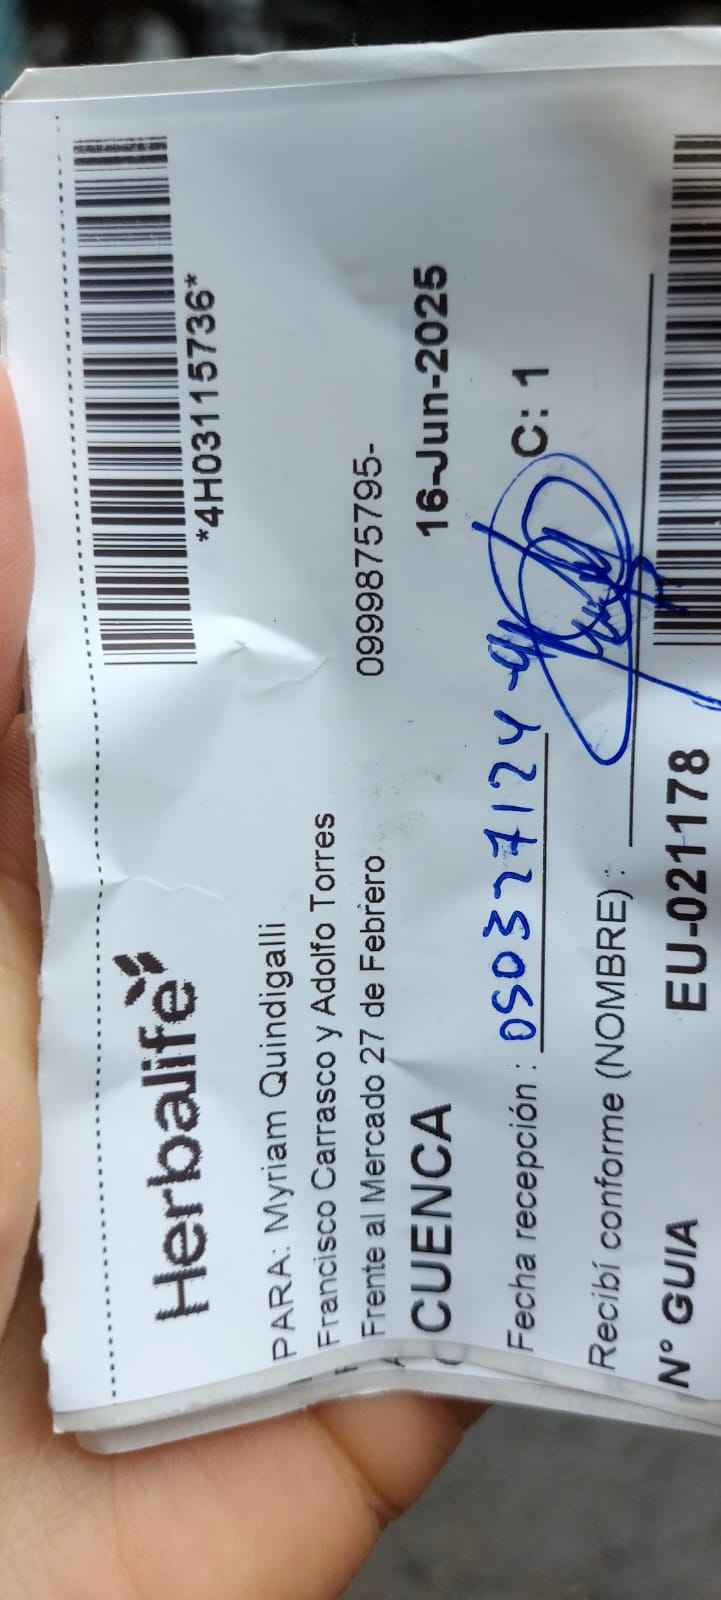 Herbalife
*4H03115736*
PARA: Myriam Quindigalli
Francisco Carrasco y Adolfo Torres
Frente al Mercado 27 de Febrero
0999875795-
CUENCA
16-Jun-2025
Fecha recepción :
C: 1
Recibí conforme (NOMBRE) :
N° GUIA
EU-021178